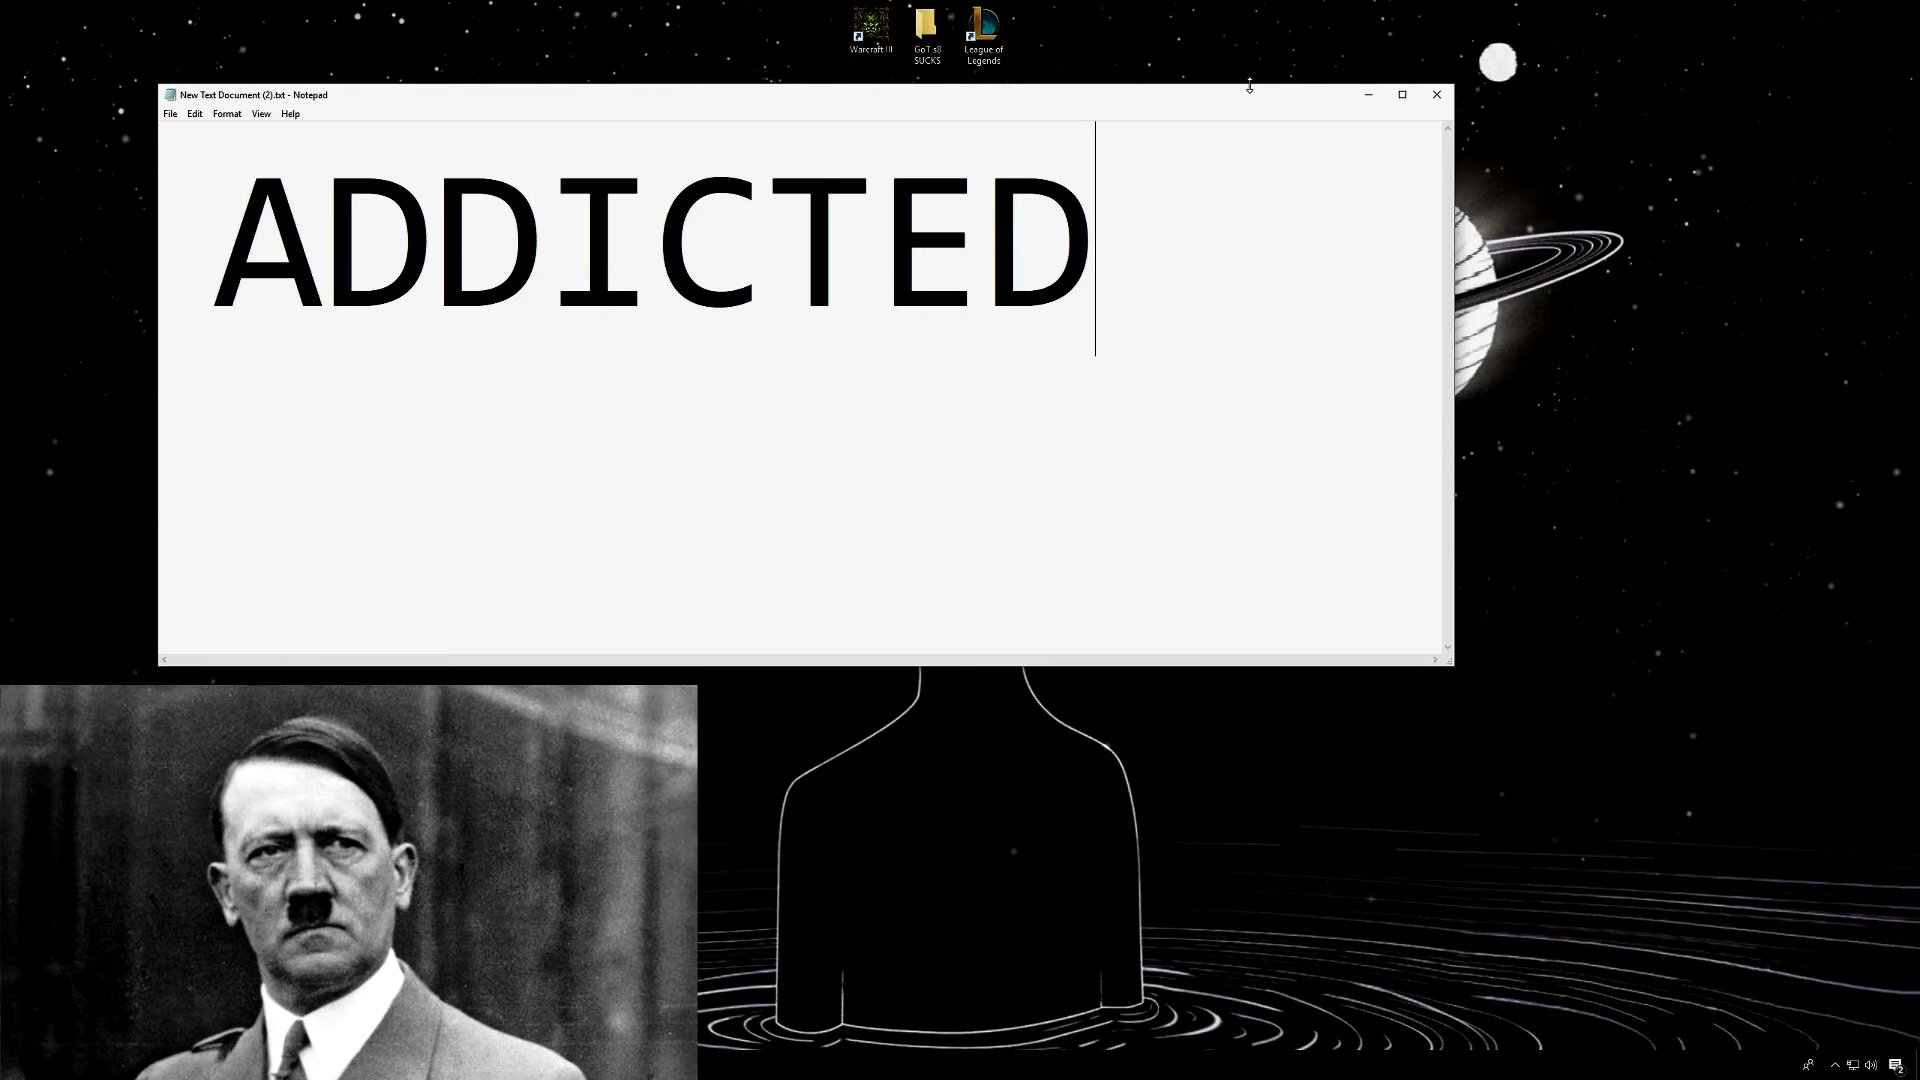 Warcraft III
GoT s8
SUCKS
League of
Legends
New Text Document (2).txt - Notepad
File Edit Format View Help
ADDICTED
2